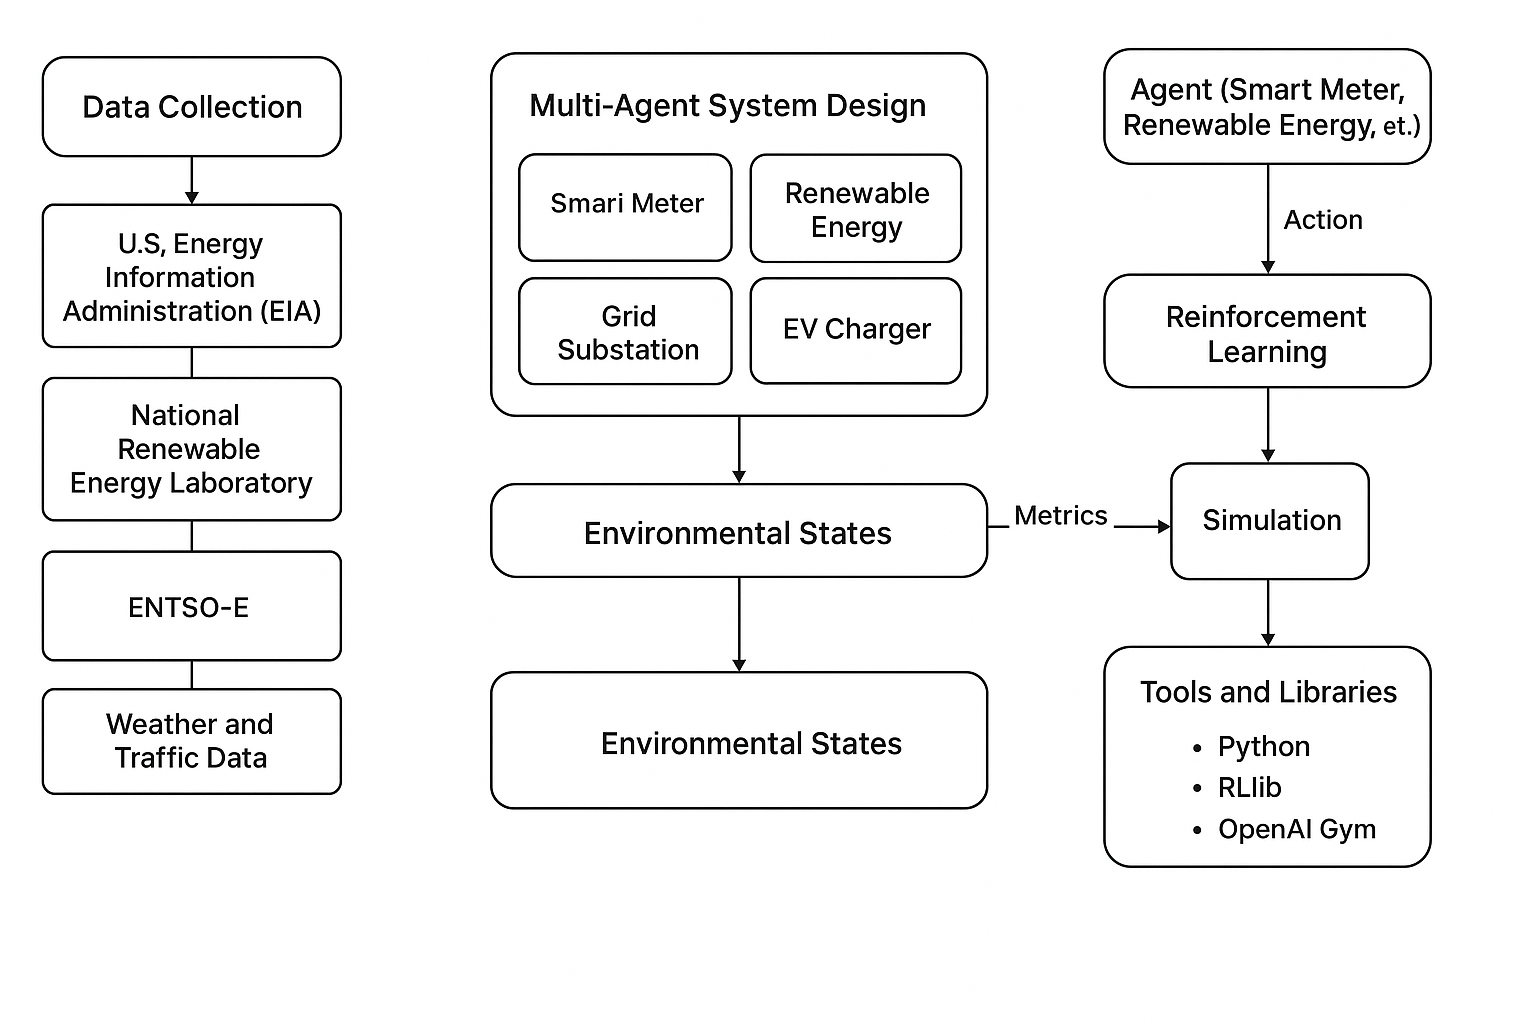 Data Collection
U.S, Energy
Information
Administration (EIA)
National
Renewable
Energy Laboratory
ENTSO-E
Weather and
Traffic Data
Multi-Agent System Design
Smari Meter
Renewable
Energy
Grid
Substation
EV Charger
Environmental States
Metrics
Environmental States
Agent (Smart Meter,
Renewable Energy, et.)
Action
Reinforcement
Learning
Simulation
Tools and Libraries
• Python
• RLlib
• OpenAI Gym